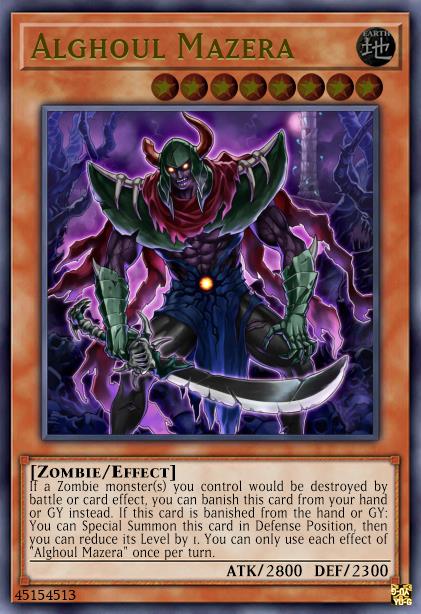 ALGHOUL MAZERA
EARTH
地
[ZOMBIE/EFFECT]
If a Zombie monster(s) you control would be destroyed by
battle or card effect, you can banish this card from your hand
or GY instead. If this card is banished from the hand or GY:
You can Special Summon this card in Defense Position, then
you can reduce its Level by 1. You can only use each effect of
"Alghoul Mazera" once per turn.
ATK/2800 DEF/2300
45154513